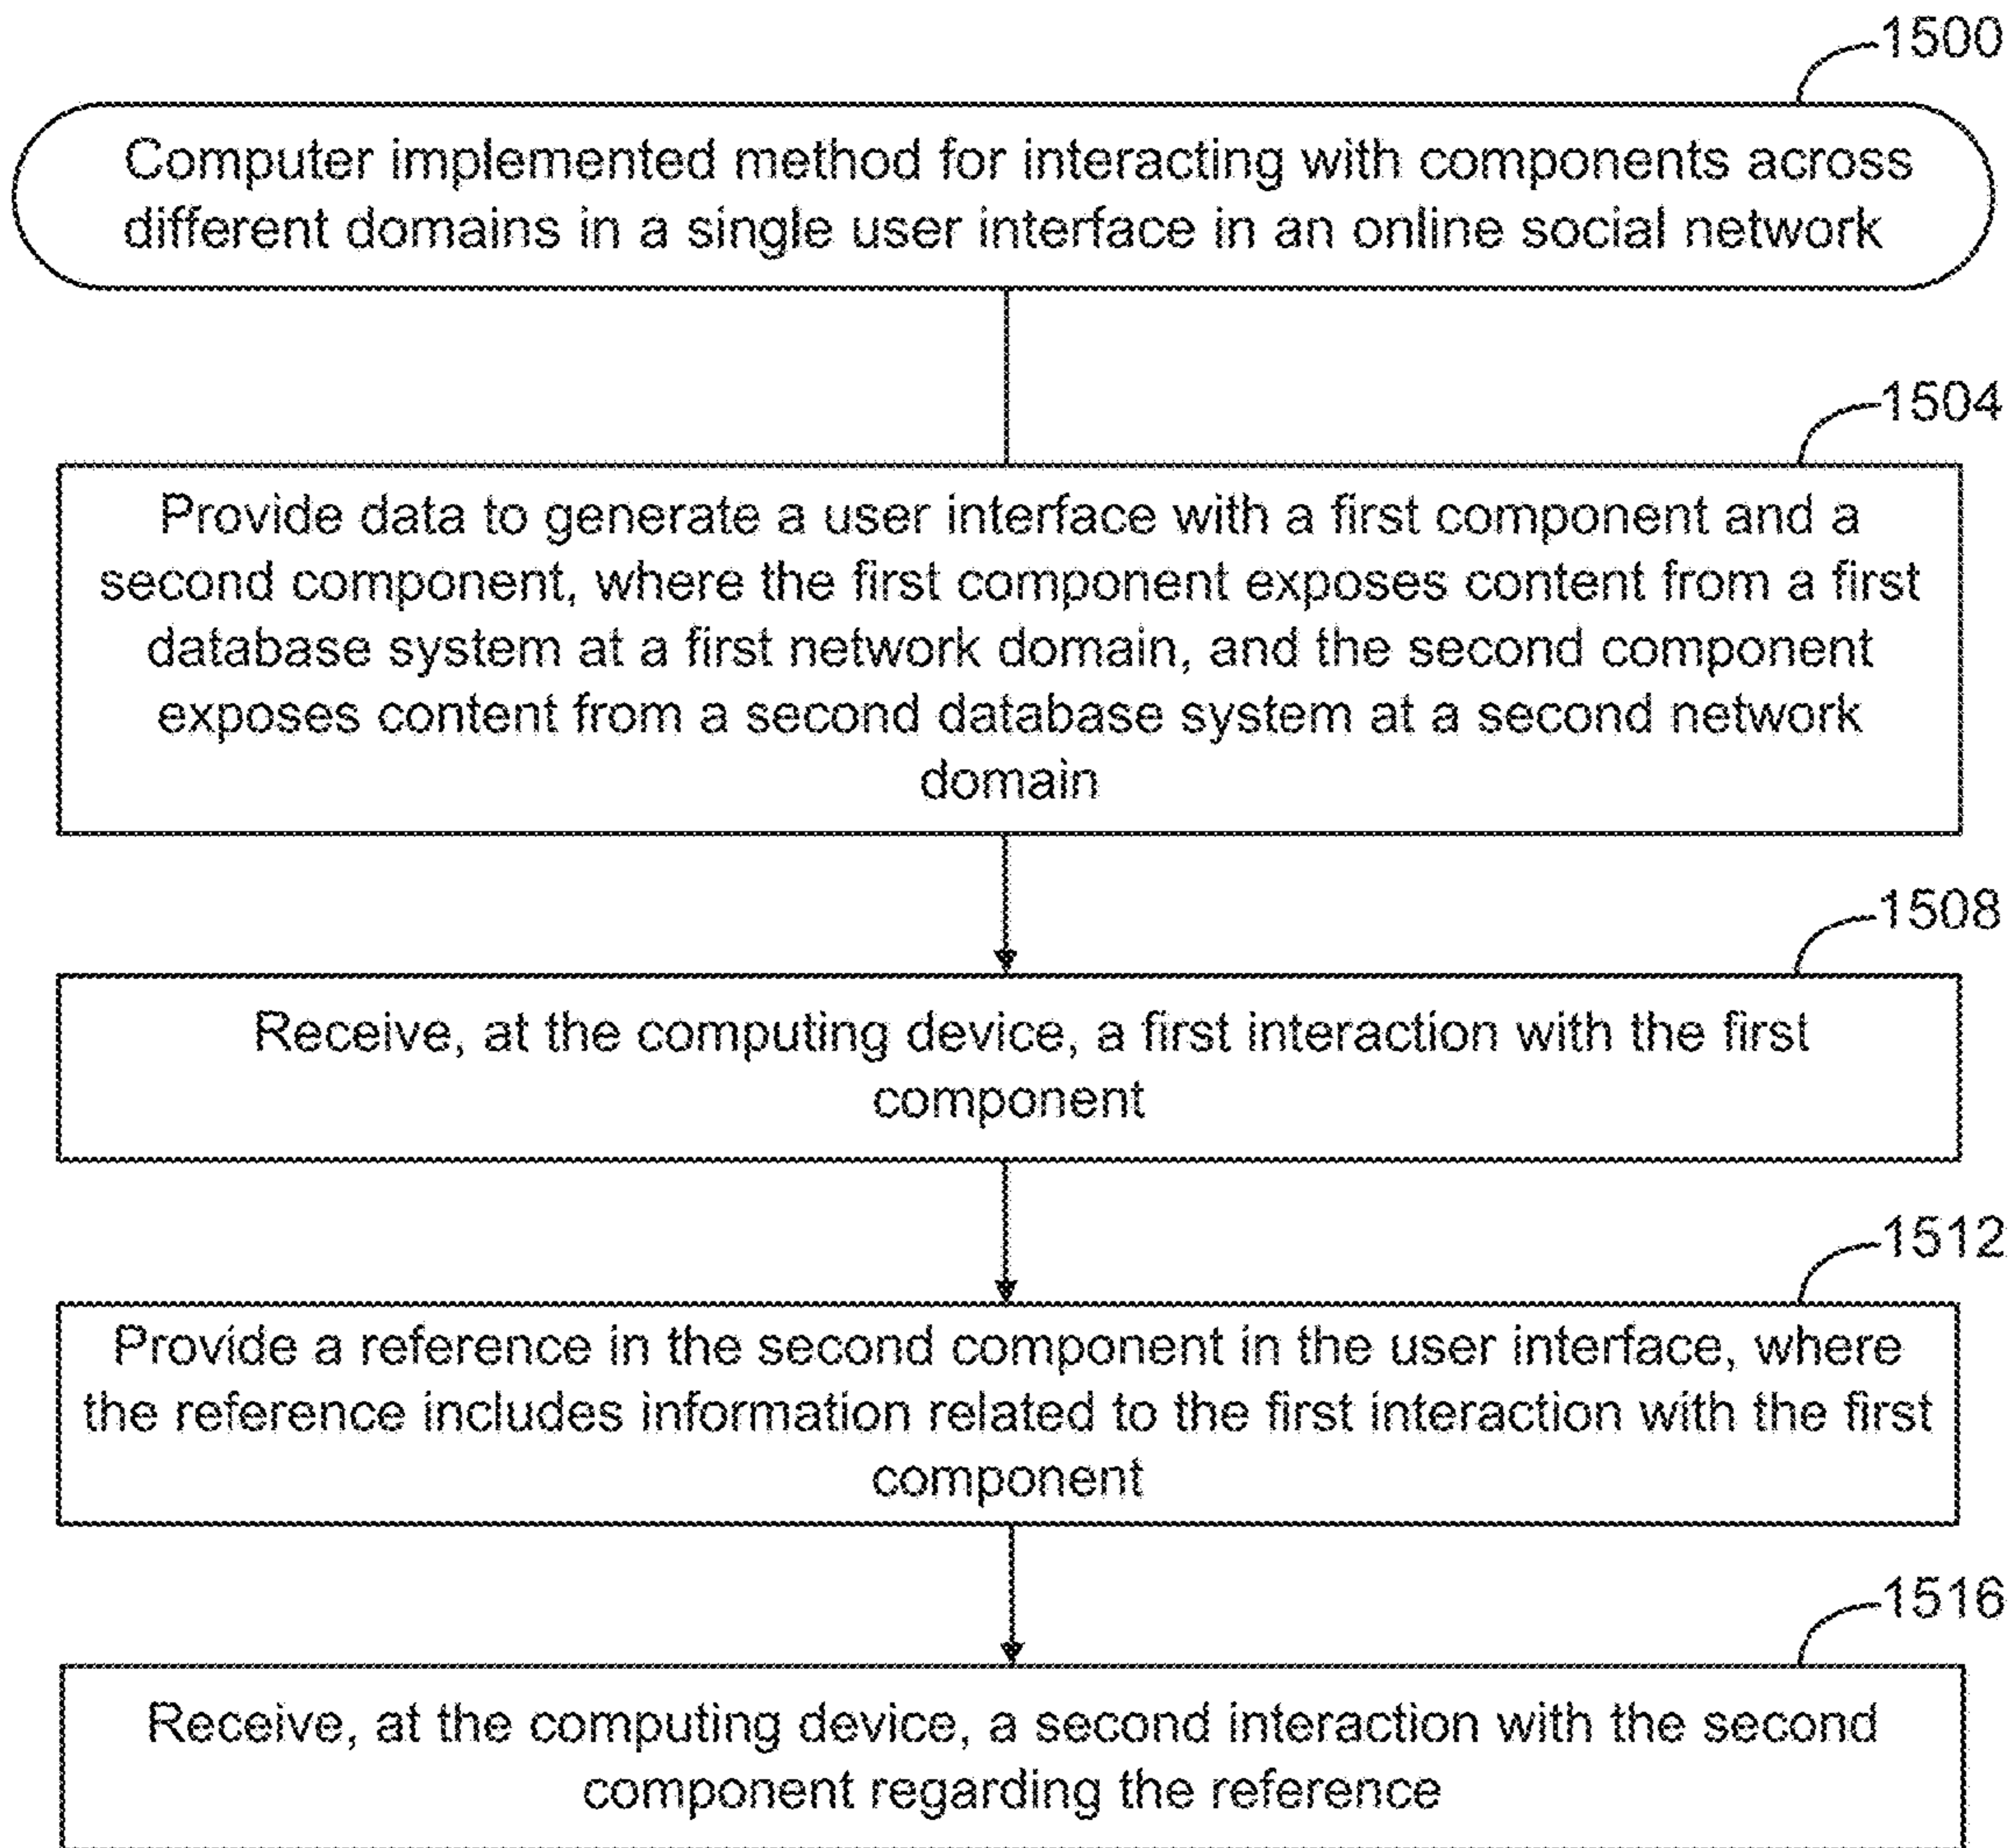 1500
Computer implemented method for interacting with components across
different domains in a single user interface in an online social network
1504
Provide data to generate a user interface with a first component and a
second component, where the first component exposes content from a first
database system at a first network domain, and the second component
exposes content from a second database system at a second network
domain
1508
Receive, at the computing device, a first interaction with the first
component
1512
Provide a reference in the second component in the user interface, where
the reference includes information related to the first interaction with the first
component
1516
Receive, at the computing device, a second interaction with the second
component regarding the reference